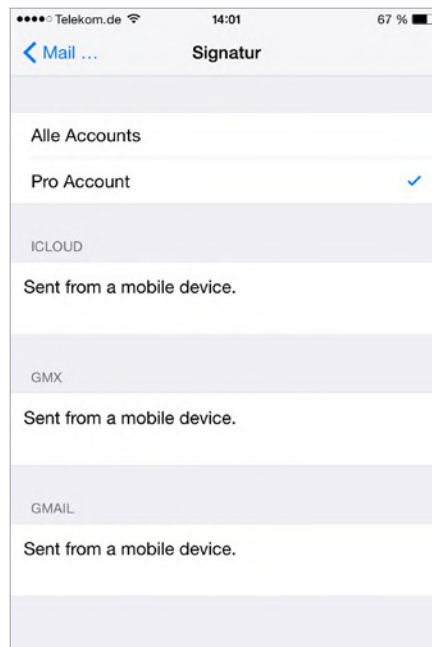 Telekom.de 14:01 67 %
Mail ... Signatur
Alle Accounts
Pro Account
ICLOUD
Sent from a mobile device.
GMX
Sent from a mobile device.
GMAIL
Sent from a mobile device.